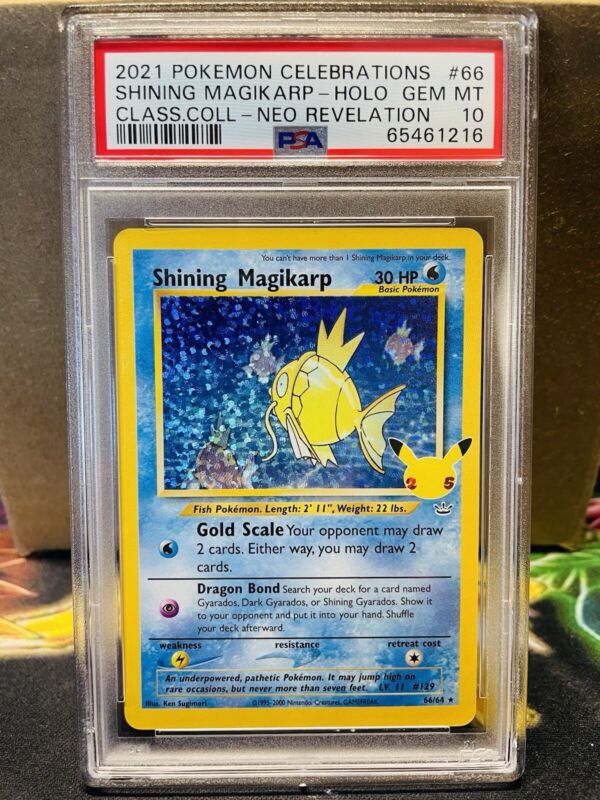 2021 POKEMON CELEBRATIONS #66
SHINING MAGIKARP - HOLO GEM MT
CLASS.COLL - NEO REVELATION 10
PSA 65461216
You can't have more than 1 Shining Magikarp in your deck.
Shining Magikarp 30 HP
Basic Pokémon
25
Fish Pokémon. Length: 2' 11", Weight: 22 lbs.
Gold Scale Your opponent may draw
2 cards. Either way, you may draw 2
cards.
Dragon Bond Search your deck for a card named
Gyarados, Dark Gyarados, or Shining Gyarados. Show it
to your opponent and put it into your hand. Shuffle
your deck afterward.
weakness resistance retreat cost
An underpowered, pathetic Pokémon. It may jump high on
rare occasions, but never more than seven feet. LV. 11 #129
Illus. Ken Sugimori ©1995-2000 Nintendo, Creatures, GAMEFREAK. 66/64 ★